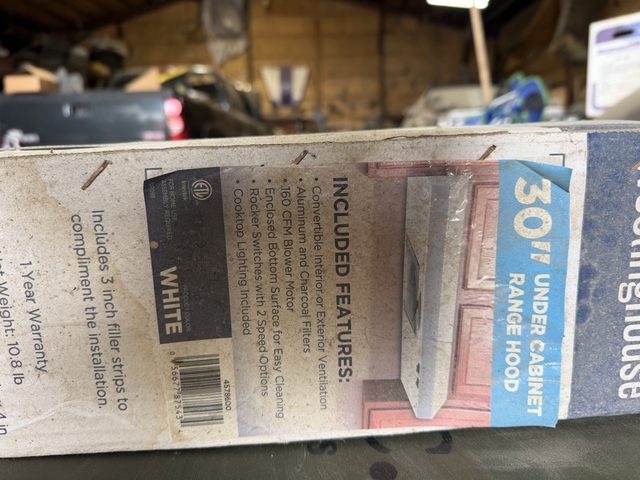 30" UNDER CABINET
RANGE HOOD
INCLUDED FEATURES:
• Convertible Interior or Exterior Ventilation
• Aluminum and Charcoal Filters
• 160 CFM Blower Motor
• Enclosed Bottom Surface for Easy Cleaning
• Rocker Switches with 2 Speed Options
• Cooktop Lighting Included
WHITE
4578600
Includes 3 inch filler strips to
compliment the installation.
1 Year Warranty
Weight: 10.8 lb